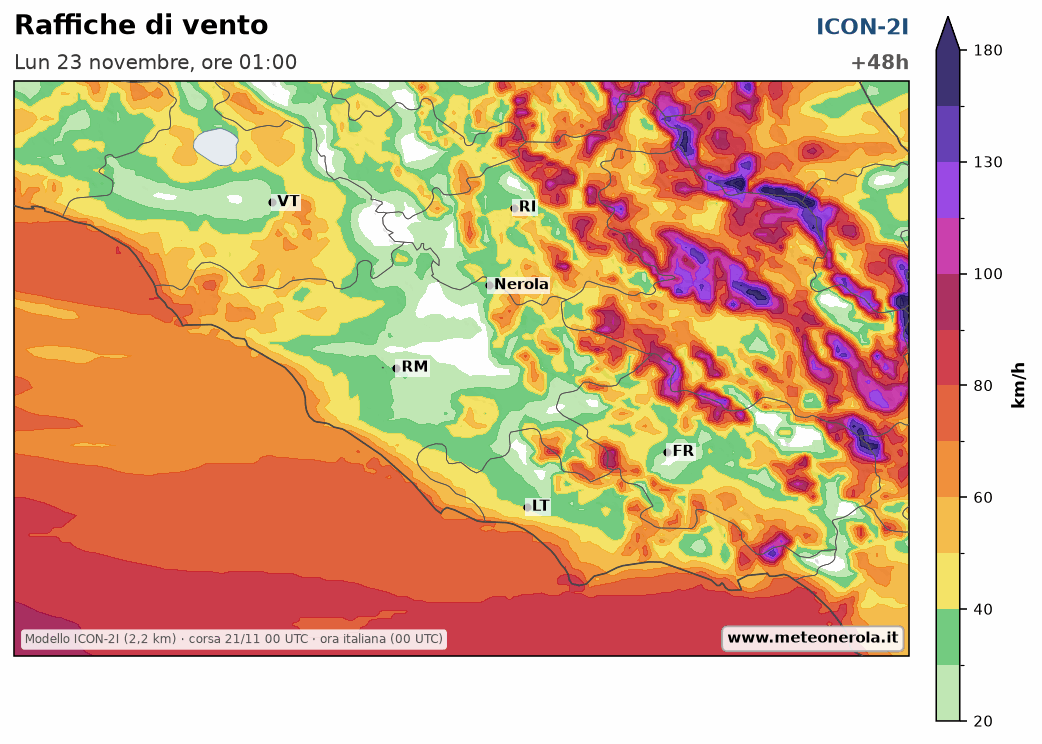 Raffiche di vento
ICON-2I
Lun 23 novembre, ore 01:00
+48h
VT
RI
Nerola
RM
FR
LT
Modello ICON-2I (2,2 km) · corsa 21/11 00 UTC · ora italiana (00 UTC)
www.meteonerola.it
180
130
100
80
60
40
20
km/h